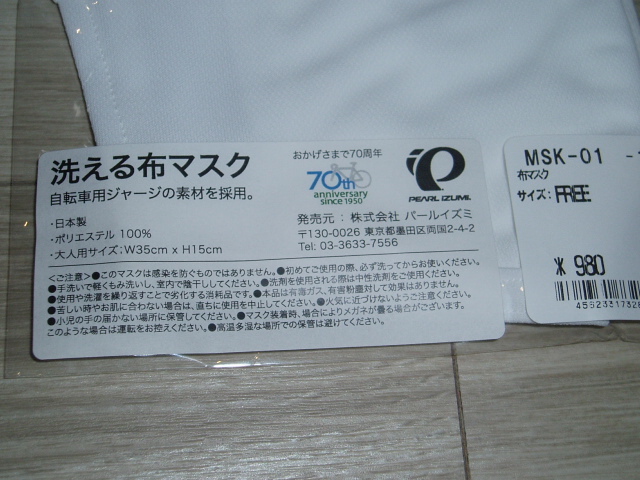 洗える布マスク
自転車用ジャージの素材を採用。
・日本製
・ポリエステル 100%
・大人用サイズ:W35cm x H15cm
おかげさまで70周年
70th
anniversary
since 1950
PEARL iZUMi
発売元: 株式会社 パールイズミ
〒130-0026 東京都墨田区両国2-4-2
Tel: 03-3633-7556
<ご注意>●このマスクは感染を防ぐものではありません。●初めてご使用の際、必ず洗ってからお使いください。
●手洗いで軽くもみ洗いし、室内で陰干ししてください。●洗剤を使用される際は中性洗剤をご使用ください。
●使用や洗濯を繰り返すことで劣化する消耗品です。●本品は有毒ガス、有害粉塵対して効果はありません。
●苦しい時やお肌に合わない場合は、直ちに使用を中止してください。●火気に近づけないようご注意ください。
●小児の手の届かない場所に保管してください。●マスク装着時、場合によりメガネが曇る場合がございます。
このような場合は運転をお控えください。●高温多湿な場所での保管は避けてください。
MSK-01
布マスク
サイズ: FREE
¥ 980